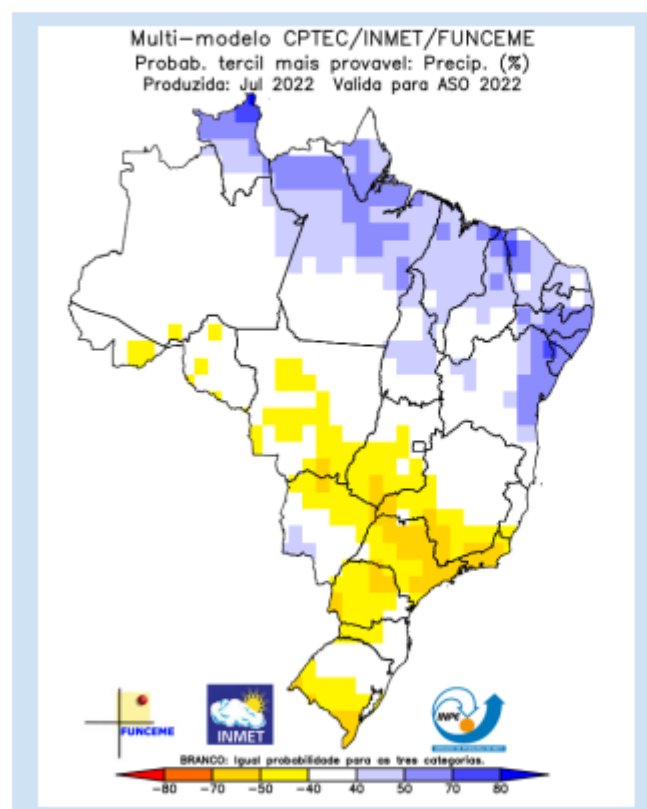 Multi-modelo CPTEC/INMET/FUNCEME
Probab. tercil mais provavel: Precip. (%)
Produzida: Jul 2022 Valida para ASO 2022
FUNCEME
INMET
INPE
BRANCO: Igual probabilidade para as tres categorias.
-80 -70 -50 -40 40 50 70 80